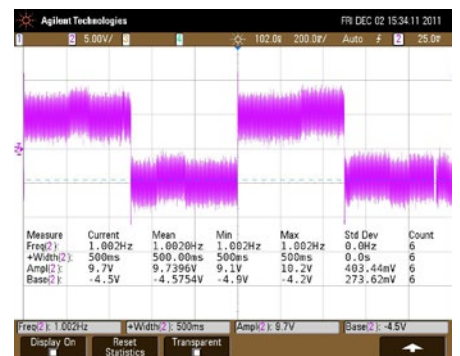 Agilent Technologies FRI DEC 02 15:34:11 2011
1 2 5.00V/ 3 4 102.0s 200.0s/ Auto 2 25.0V
Measure Current Mean Min Max Std Dev Count
Freq(2): 1.002Hz 1.0020Hz 1.002Hz 1.002Hz 0.0Hz 6
+Width(2): 500ms 500.00ms 500ms 500ms 0.0s 6
Ampl(2): 9.7V 9.7396V 9.1V 10.2V 403.44mV 6
Base(2): -4.5V -4.5754V -4.9V -4.2V 273.62mV 6
Freq(2): 1.002Hz +Width(2): 500ms Ampl(2): 9.7V Base(2): -4.5V
Display On Reset Statistics Transparent